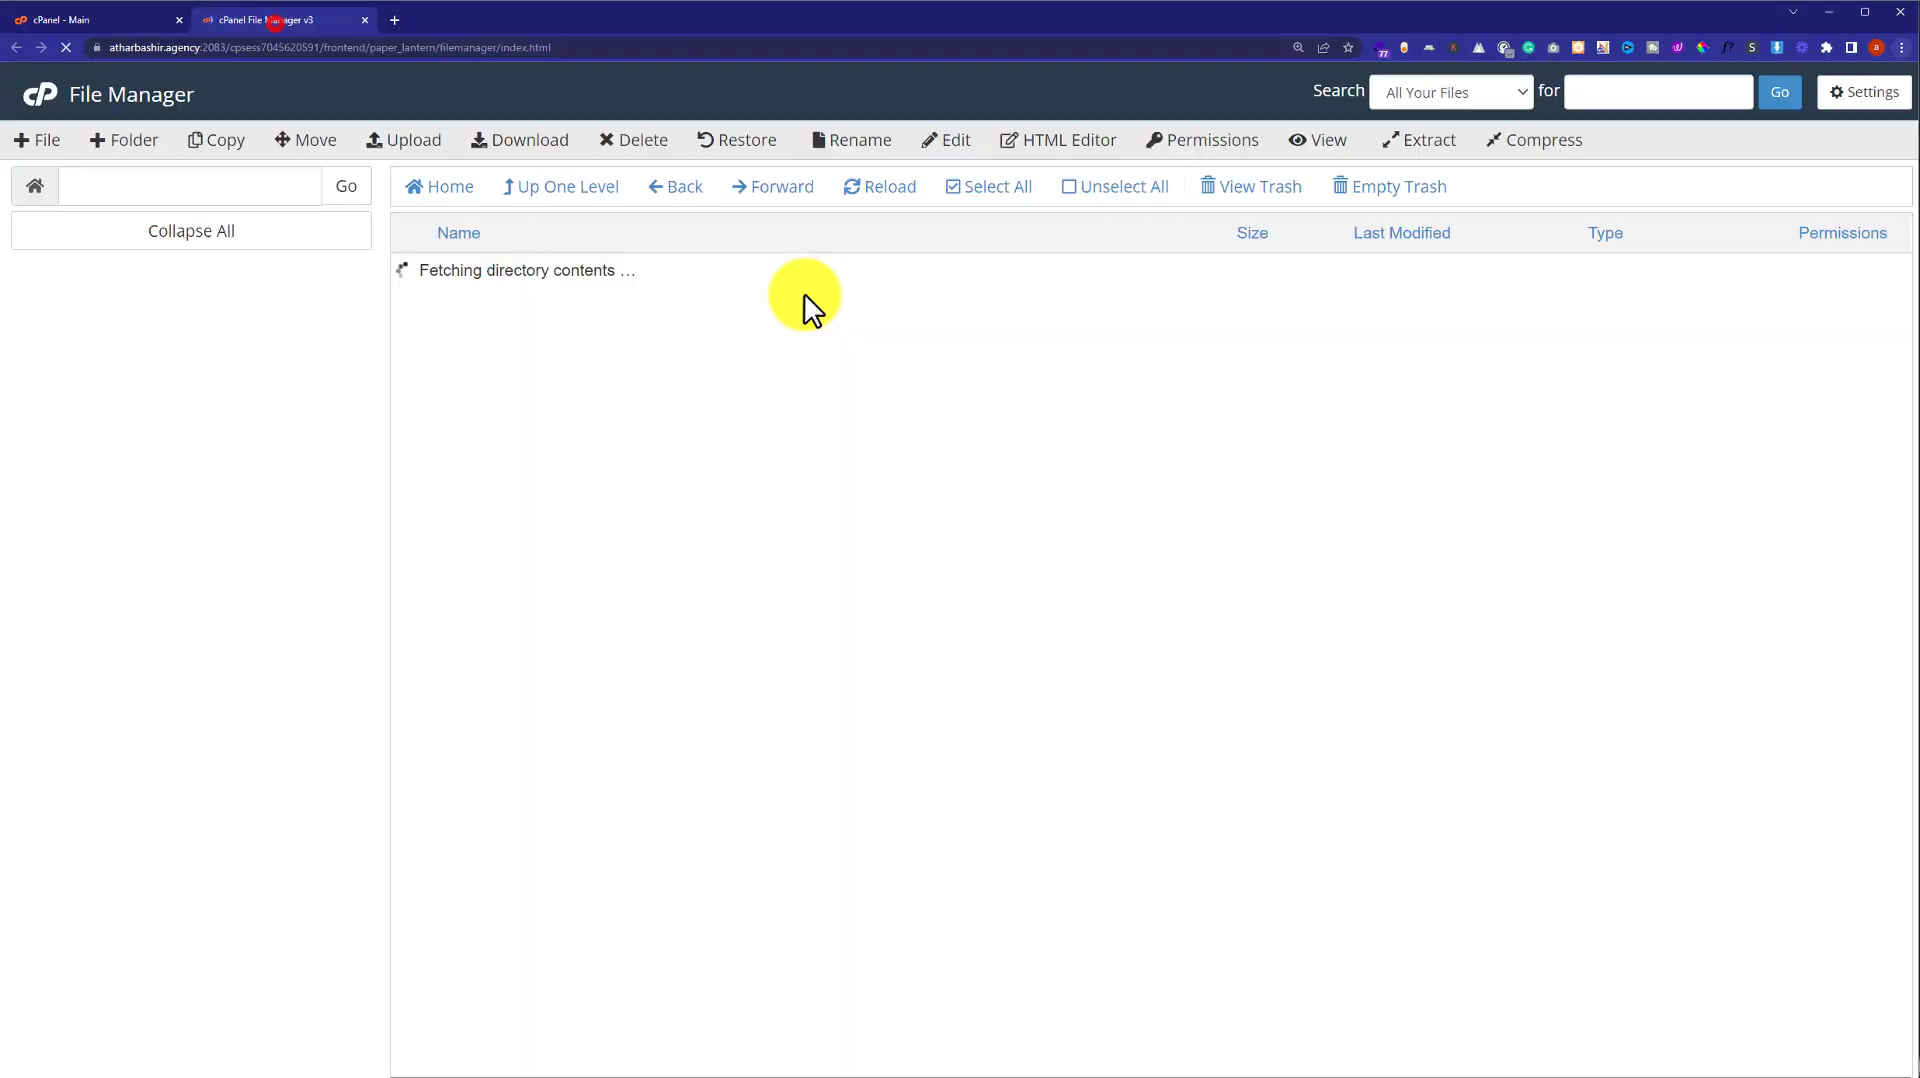 cPanel - Main
cPanel File Manager v3
atharbashir.agency:2083/cpsess7045620591/frontend/paper_lantern/filemanager/index.html
77
cP File Manager
Search All Your Files for Go Settings
File Folder Copy Move Upload Download Delete Restore Rename Edit HTML Editor Permissions View Extract Compress
Go
Collapse All
Home Up One Level Back Forward Reload Select All Unselect All View Trash Empty Trash
Name Size Last Modified Type Permissions
Fetching directory contents …